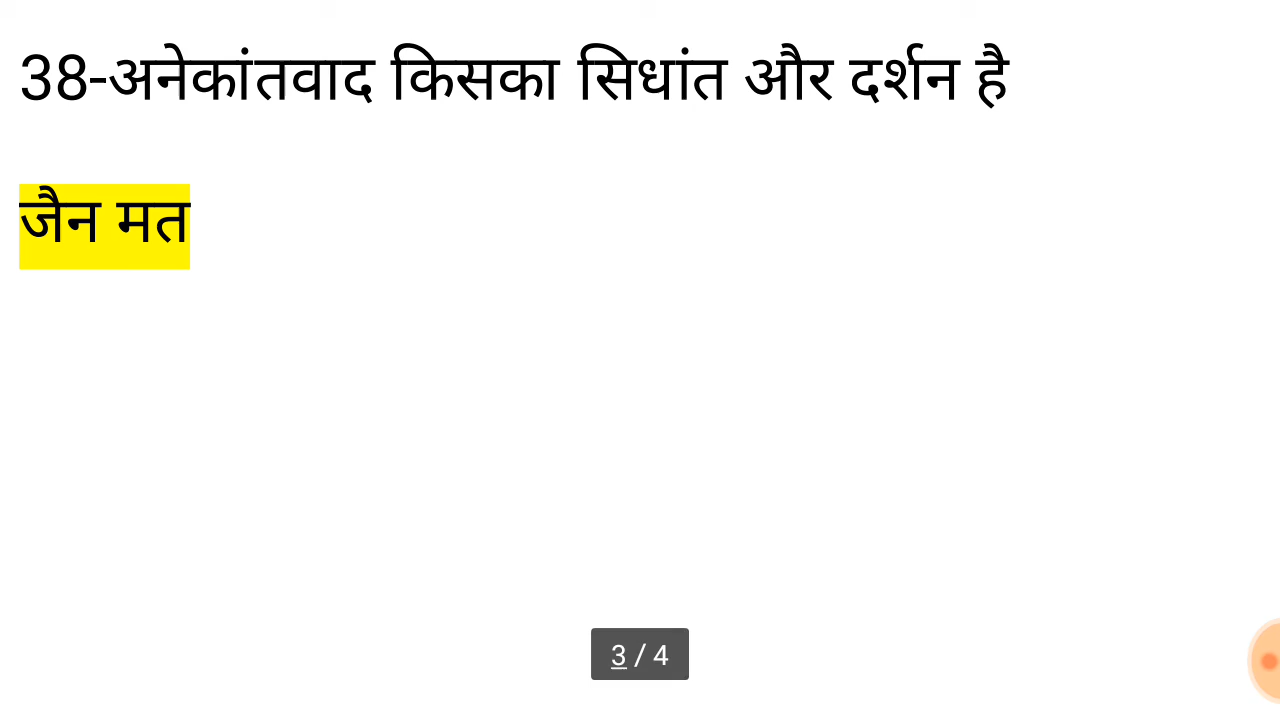 38-अनेकांतवाद किसका सिधांत और दर्शन है
जैन मत
3 / 4